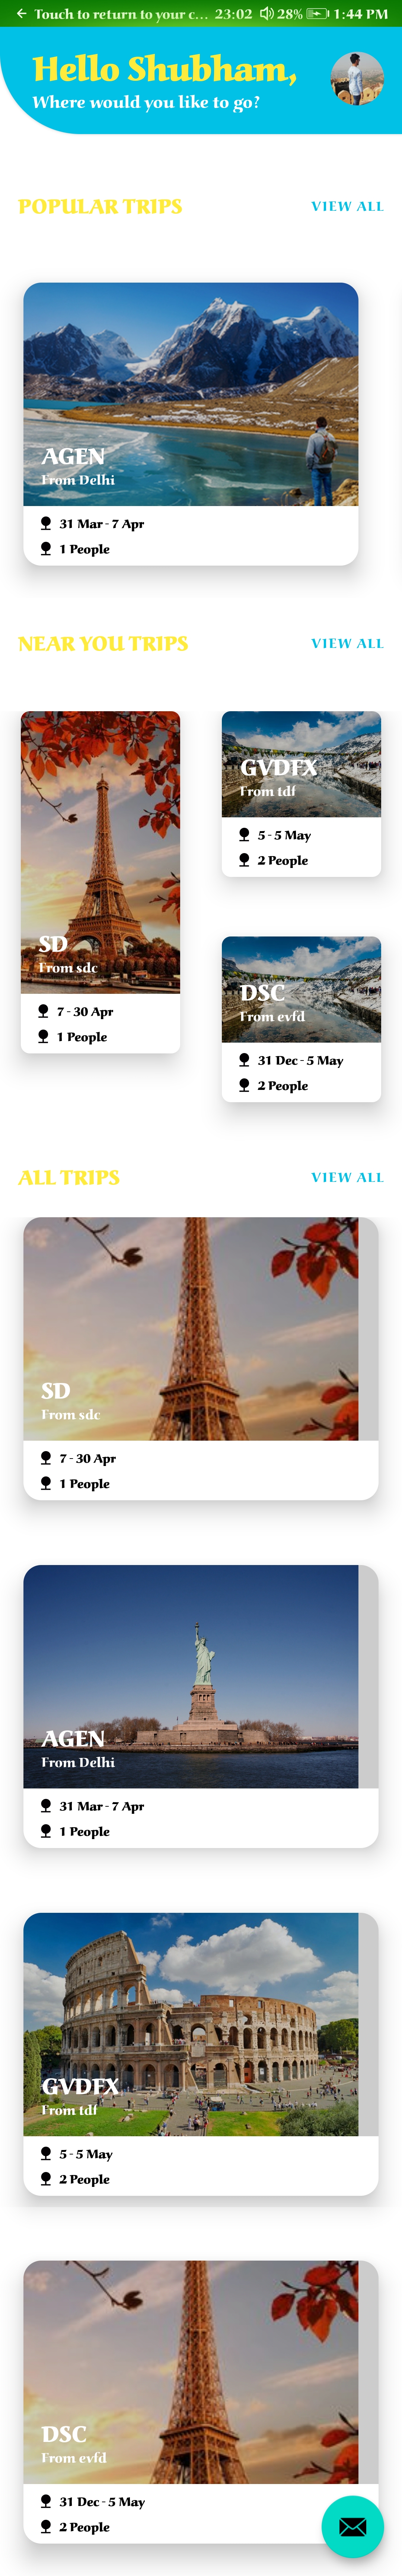 Touch to return to your c... 23:02 28% 1:44 PM
Hello Shubham,
Where would you like to go?
POPULAR TRIPS VIEW ALL
AGEN
From Delhi
31 Mar - 7 Apr
1 People
NEAR YOU TRIPS VIEW ALL
SD
From sdc
7 - 30 Apr
1 People
GVDFX
From tdf
5 - 5 May
2 People
DSC
From evfd
31 Dec - 5 May
2 People
ALL TRIPS VIEW ALL
SD
From sdc
7 - 30 Apr
1 People
AGEN
From Delhi
31 Mar - 7 Apr
1 People
GVDFX
From tdf
5 - 5 May
2 People
DSC
From evfd
31 Dec - 5 May
2 People